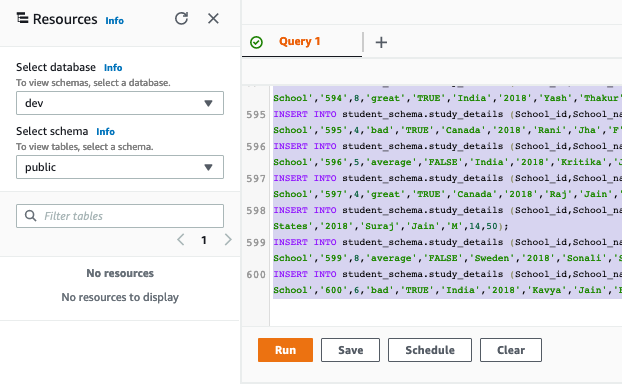 Resources Info
Select database Info
To view schemas, select a database.
dev
Select schema Info
To view tables, select a schema.
public
Filter tables
1
No resources
No resources to display
Query 1
School','594',8,'great','TRUE','India','2018','Yash','Thakur'
595 INSERT INTO student_schema.study_details (School_id,School_na
School','595',4,'bad','TRUE','Canada','2018','Rani','Jha','F'
596 INSERT INTO student_schema.study_details (School_id,School_na
School','596',5,'average','FALSE','India','2018','Kritika','J
597 INSERT INTO student_schema.study_details (School_id,School_na
School','597',4,'great','TRUE','Canada','2018','Raj','Jain','
598 INSERT INTO student_schema.study_details (School_id,School_na
States','2018','Suraj','Jain','M',14,50);
599 INSERT INTO student_schema.study_details (School_id,School_na
School','599',8,'average','FALSE','Sweden','2018','Sonali','S
600 INSERT INTO student_schema.study_details (School_id,School_na
School','600',6,'bad','TRUE','India','2018','Kavya','Jain','F
Run Save Schedule Clear